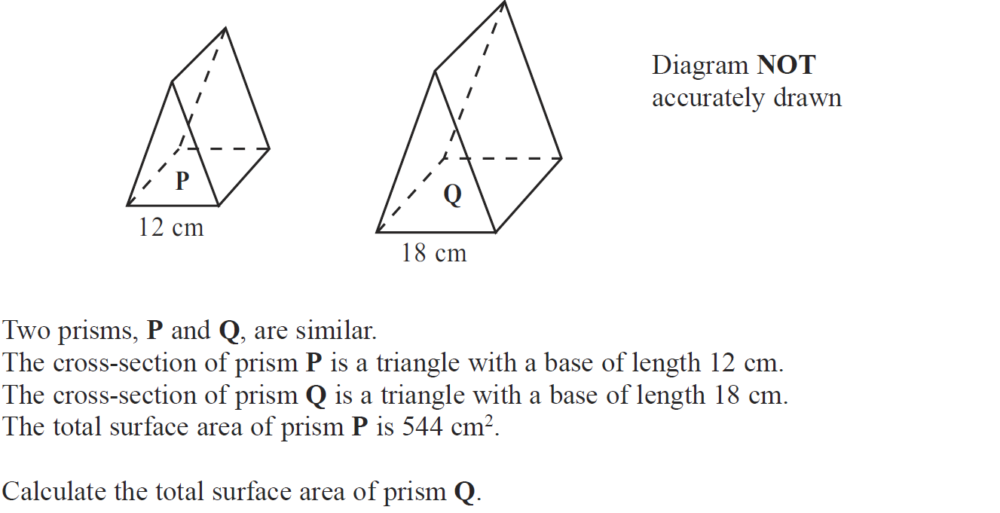 Diagram NOT
accurately drawn
P
Q
12 cm
18 cm
Two prisms, P and Q, are similar.
The cross-section of prism P is a triangle with a base of length 12 cm.
The cross-section of prism Q is a triangle with a base of length 18 cm.
The total surface area of prism P is 544 cm².
Calculate the total surface area of prism Q.